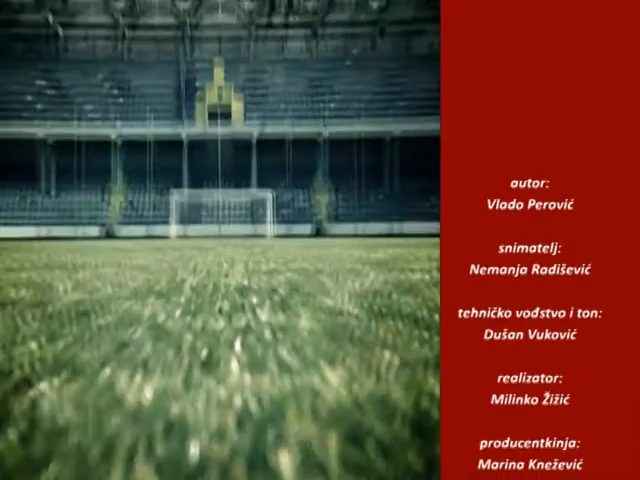 autor:
Vlado Perović
snimatelj:
Nemanja Radišević
tehničko vođstvo i ton:
Dušan Vuković
realizator:
Milinko Žižić
producentkinja:
Marina Knežević